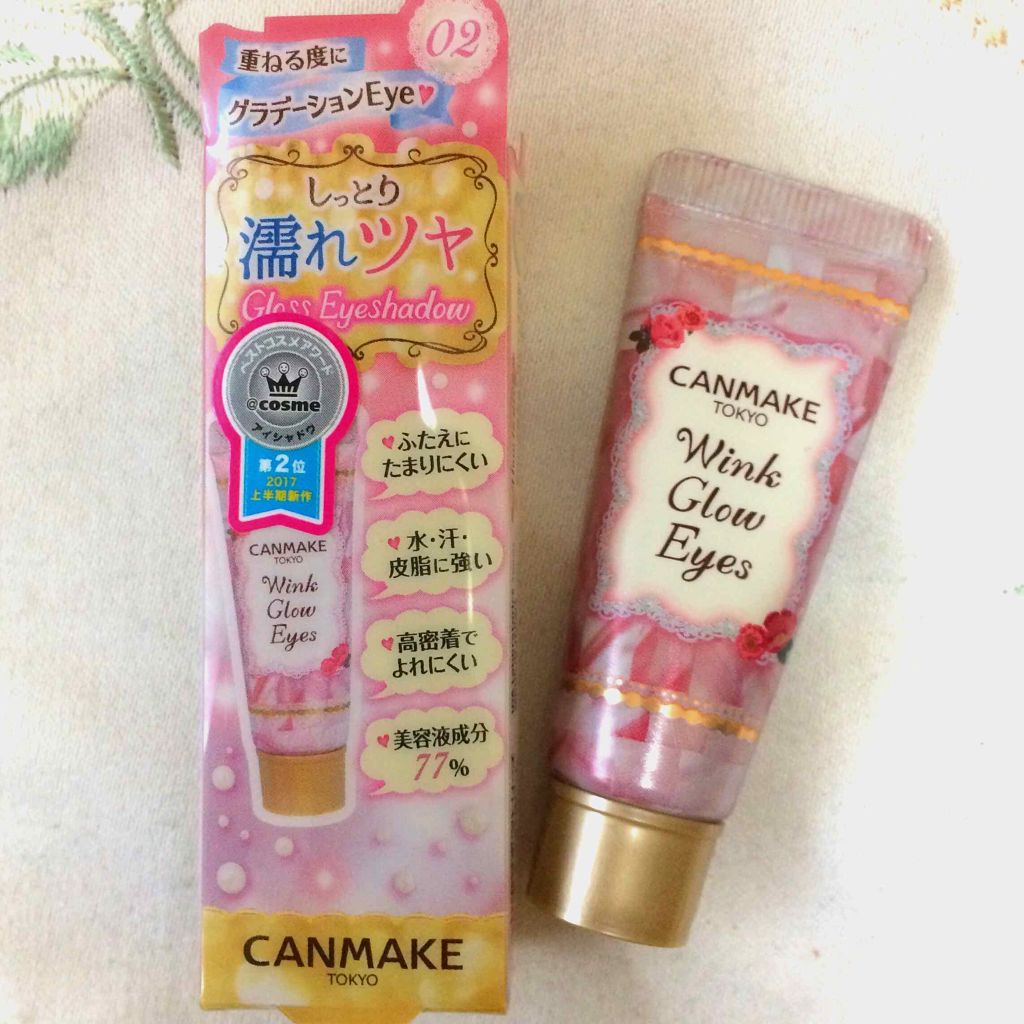 02
重ねる度に
グラデーションEye♥
しっとり
濡れツヤ
Gloss Eyeshadow
ベストコスメアワード
@cosme
アイシャドウ
第2位
2017
上半期新作
♥ふたえに
たまりにくい
♥水・汗・
皮脂に強い
♥高密着で
よれにくい
♥美容液成分
77%
CANMAKE
TOKYO
Wink
Glow
Eyes
CANMAKE
TOKYO
CANMAKE
TOKYO
Wink
Glow
Eyes